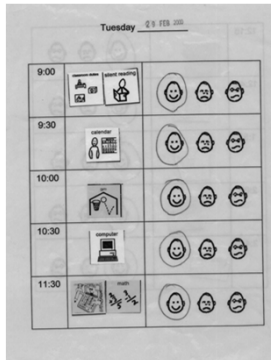 Tuesday
9:00
silent reading
9:30
calendar
10:00
10:30
computer
11:30
math